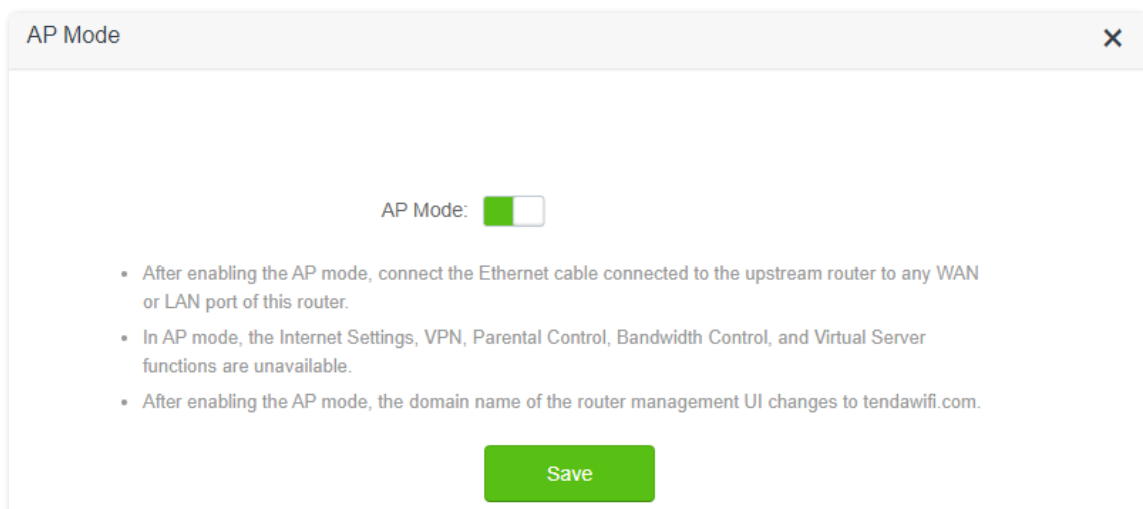 AP Mode
AP Mode:
• After enabling the AP mode, connect the Ethernet cable connected to the upstream router to any WAN
or LAN port of this router.
• In AP mode, the Internet Settings, VPN, Parental Control, Bandwidth Control, and Virtual Server
functions are unavailable.
• After enabling the AP mode, the domain name of the router management UI changes to tendawifi.com.
Save